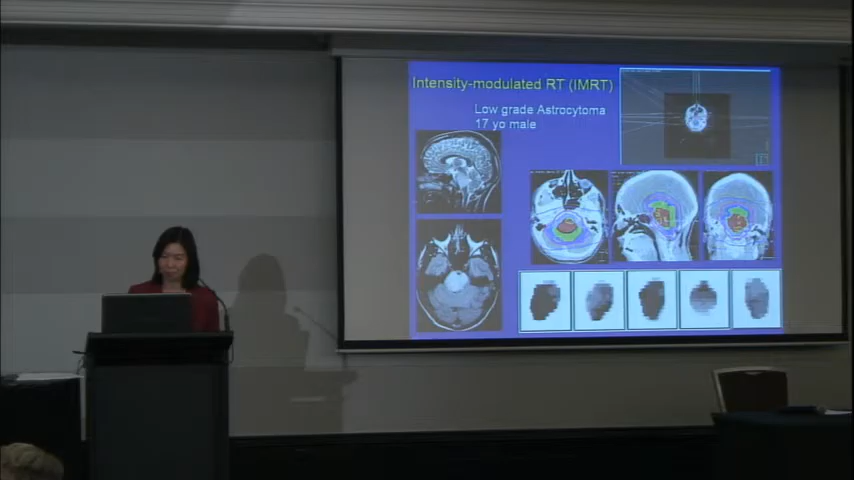 Intensity-modulated RT (IMRT)
Low grade Astrocytoma
17 yo male